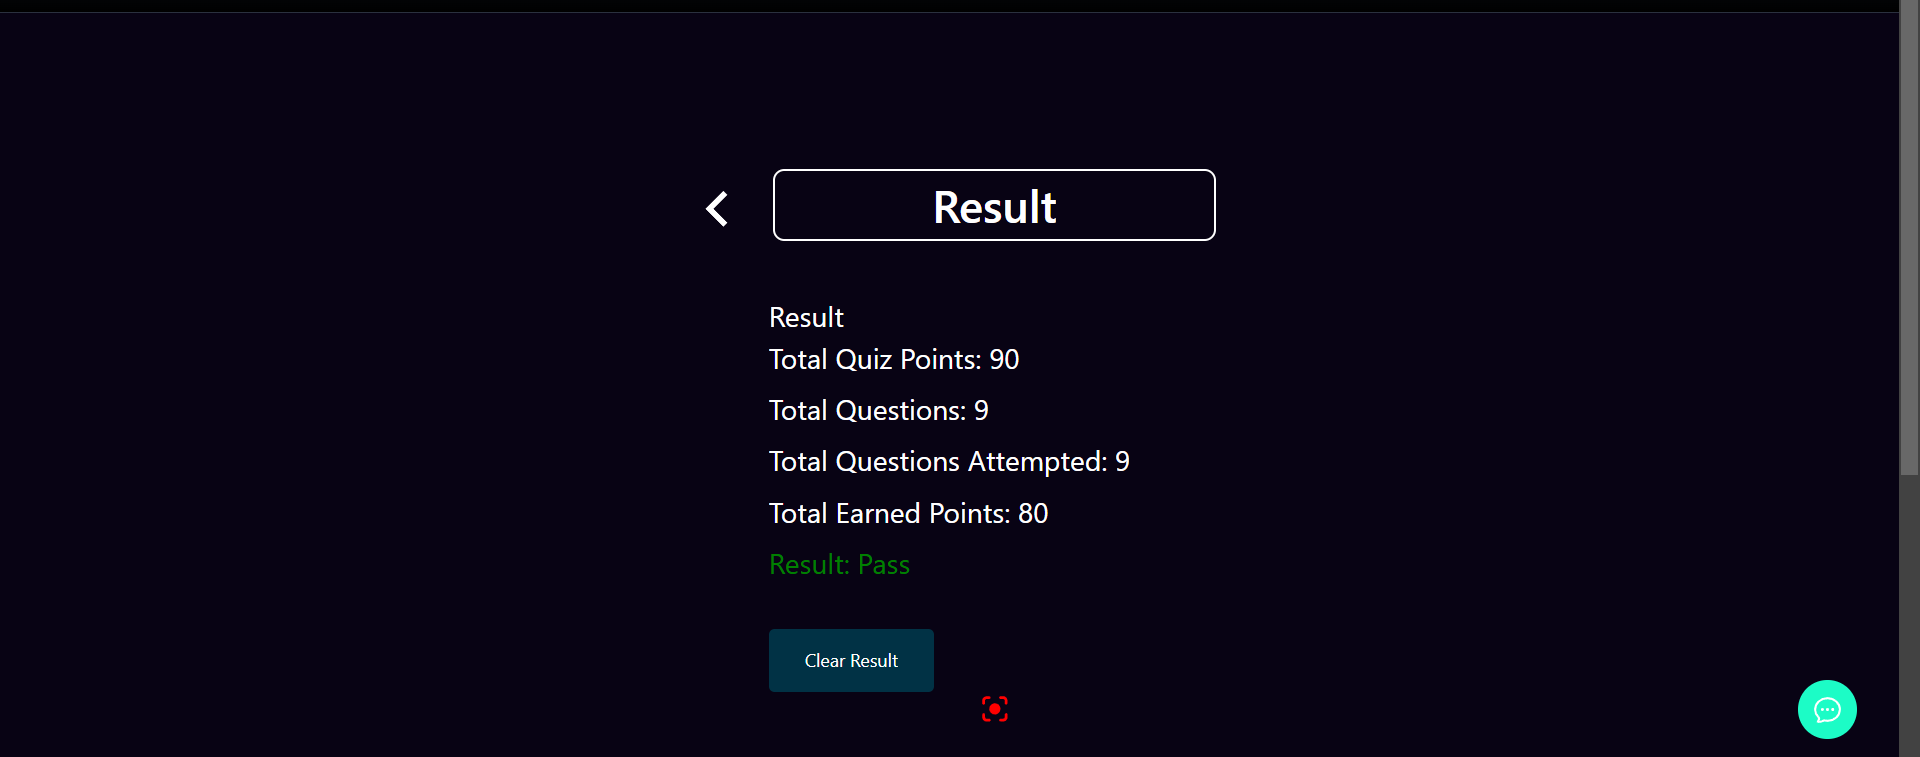 Result
Result
Total Quiz Points: 90
Total Questions: 9
Total Questions Attempted: 9
Total Earned Points: 80
Result: Pass
Clear Result